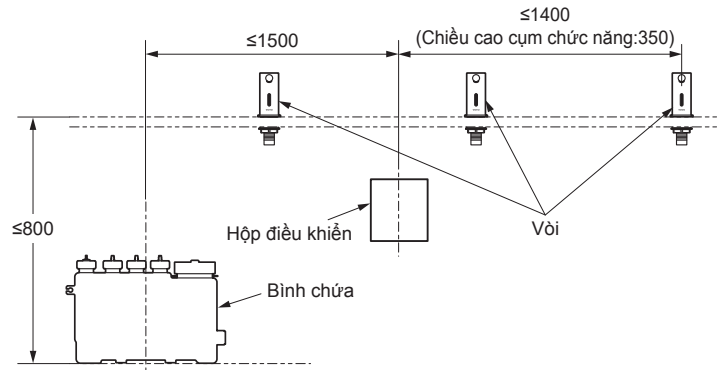 ≤1400
(Chiều cao cụm chức năng:350)
≤1500
≤800
Hộp điều khiển
Vòi
Bình chứa